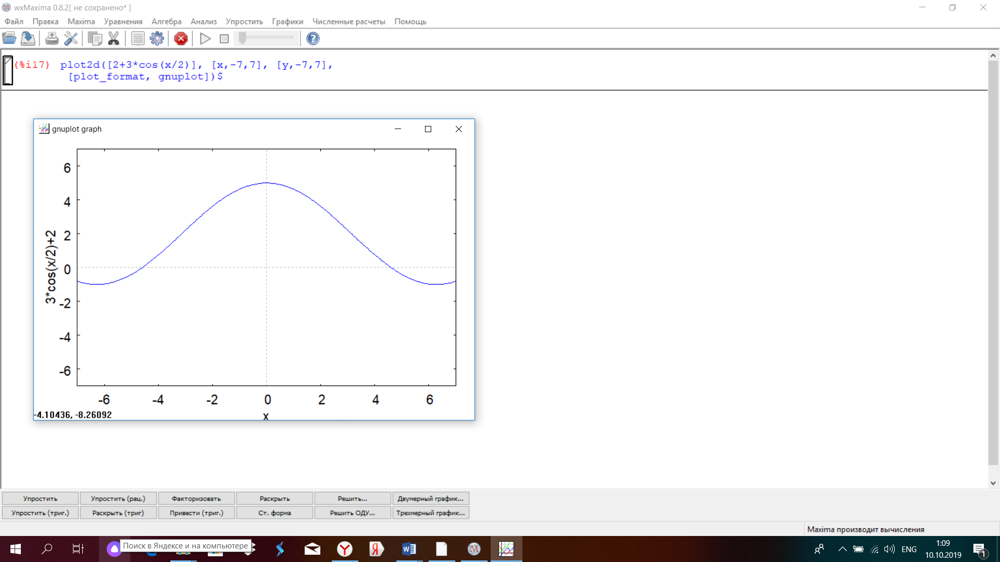 wxMaxima 0.8.2[ не сохранено* ]
Файл Правка Maxima Уравнения Алгебра Анализ Упростить Графики Численные расчеты Помощь
(%i17) plot2d([2+3*cos(x/2)], [x,-7,7], [y,-7,7],
[plot_format, gnuplot])$
gnuplot graph
6
4
2
0
-2
-4
-6
3*cos(x/2)+2
-6 -4 -2 0 2 4 6
x
-4.10436, -8.26092
Упростить Упростить (рац.) Факторизовать Раскрыть Решить... Двумерный график...
Упростить (триг.) Раскрыть (триг) Привести (триг.) Ст. форма Решить ОДУ... Трехмерный график...
Maxima производит вычисления
Поиск в Яндексе и на компьютере
ENG
1:09
10.10.2019
1